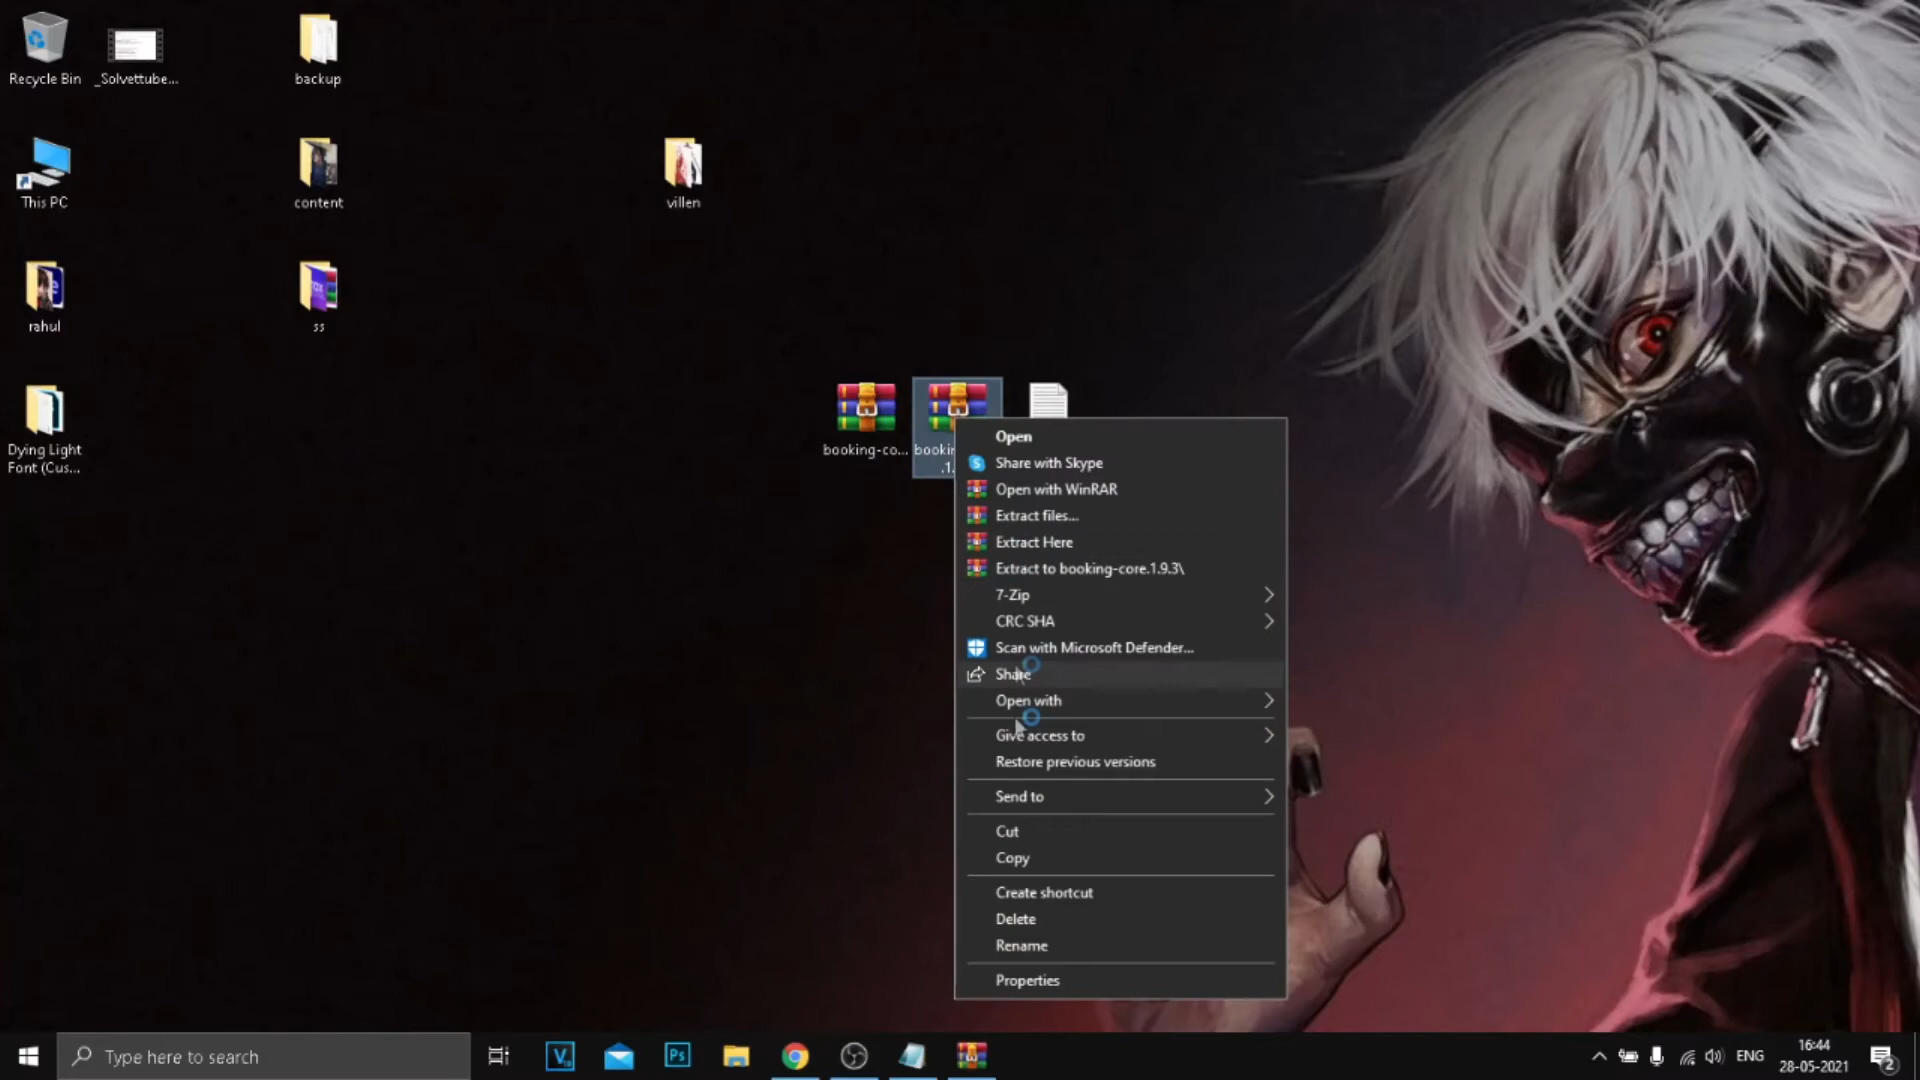 Recycle Bin
_Solvettube...
backup
This PC
content
villen
rahul
ss
Dying Light
Font (Cus...
booking-co...
Open
Share with Skype
Open with WinRAR
Extract files...
Extract Here
Extract to booking-core.1.9.3\
7-Zip
CRC SHA
Scan with Microsoft Defender...
Share
Open with
Give access to
Restore previous versions
Send to
Cut
Copy
Create shortcut
Delete
Rename
Properties
Type here to search
Ps
ENG
16:44
28-05-2021
2